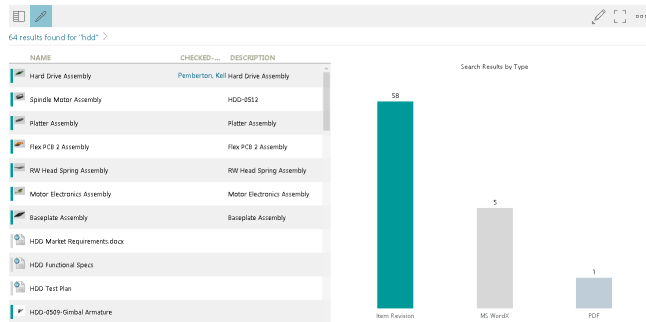 64 results found for "hdd"
NAME CHECKED-... DESCRIPTION
Hard Drive Assembly Pemberton, Kell Hard Drive Assembly
Spindle Motor Assembly HDD-0512
Platter Assembly Platter Assembly
Flex PCB 2 Assembly Flex PCB 2 Assembly
RW Head Spring Assembly RW Head Spring Assembly
Motor Electronics Assembly Motor Electronics Assembly
Baseplate Assembly Baseplate Assembly
HDD Market Requirements.docx
HDD Functional Specs
HDD Test Plan
HDD-0509-Gimbal Armature
Search Results by Type
58
5
1
Item Revision MS WordX PDF